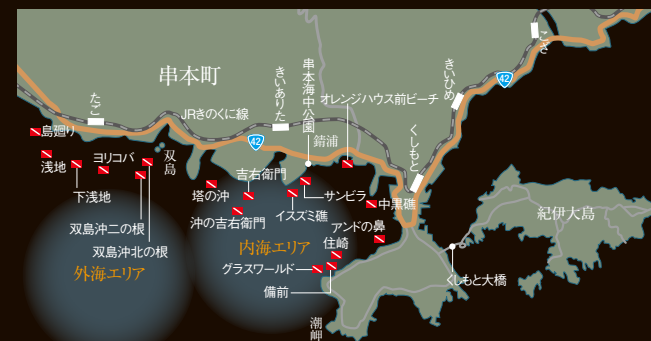 こさ
串本町
きいひめ
42
串本海中公園
きいありた
オレンジハウス前ビーチ
たこ
JRきのくに線
島廻り
42
錆浦
くしもと
双島
浅地
ヨリコバ
吉右衛門
下浅地
塔の沖
サンビラ
イスズミ礁
中黒礁
紀伊大島
双島沖二の根
沖の吉右衛門
アンドの鼻
双島沖北の根
内海エリア
住崎
外海エリア
グラスワールド
くしもと大橋
備前
潮岬